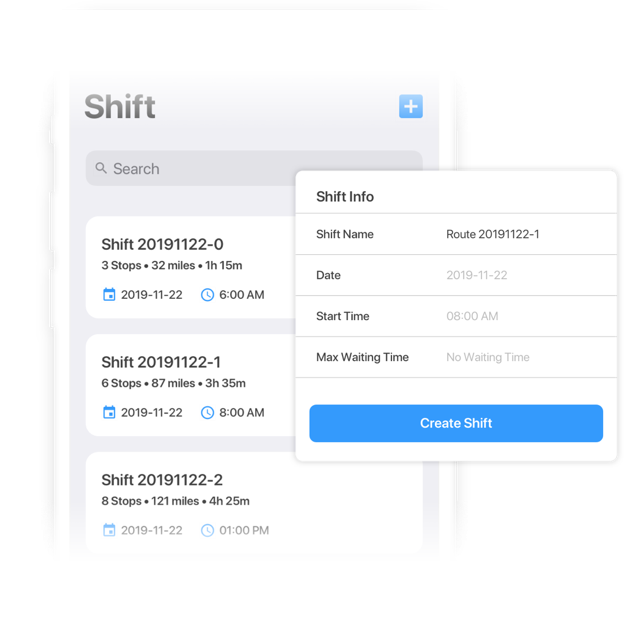 Shift
Search
Shift 20191122-0
3 Stops • 32 miles • 1h 15m
2019-11-22 6:00 AM
Shift 20191122-1
6 Stops • 87 miles • 3h 35m
2019-11-22 8:00 AM
Shift 20191122-2
8 Stops • 121 miles • 4h 25m
2019-11-22 01:00 PM
Shift Info
Shift Name Route 20191122-1
Date 2019-11-22
Start Time 08:00 AM
Max Waiting Time No Waiting Time
Create Shift